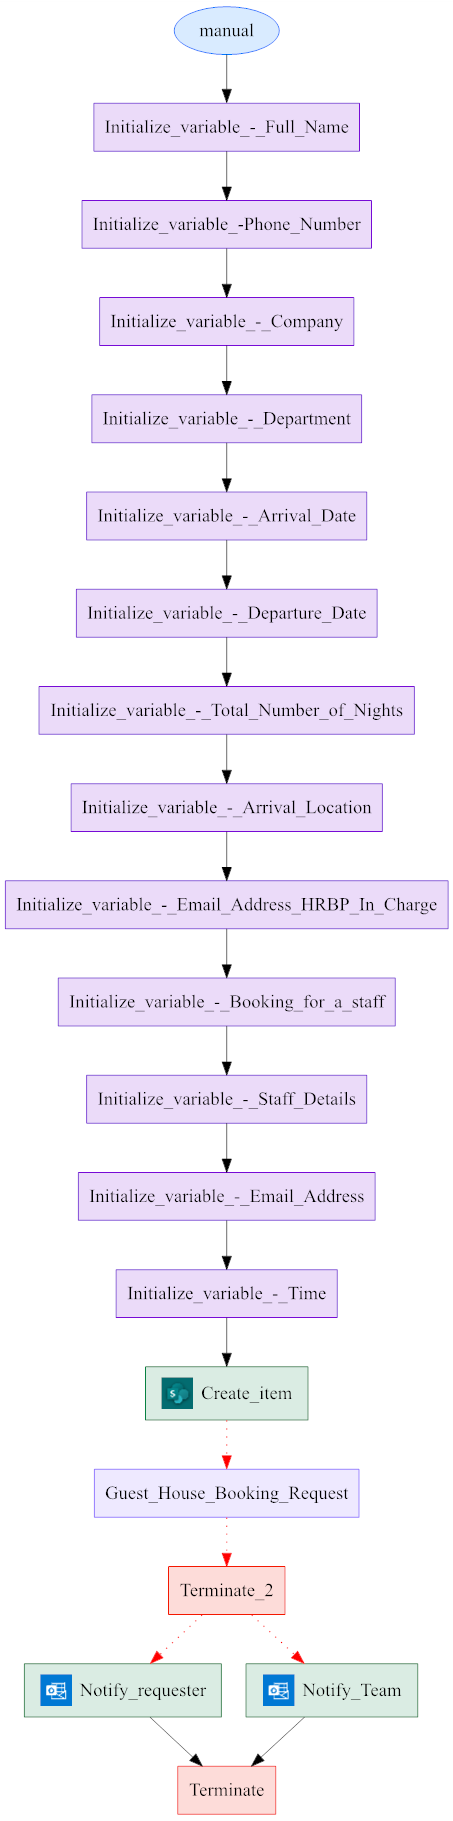 manual
Initialize_variable_-_Full_Name
Initialize_variable_-Phone_Number
Initialize_variable_-_Company
Initialize_variable_-_Department
Initialize_variable_-_Arrival_Date
Initialize_variable_-_Departure_Date
Initialize_variable_-_Total_Number_of_Nights
Initialize_variable_-_Arrival_Location
Initialize_variable_-_Email_Address_HRBP_In_Charge
Initialize_variable_-_Booking_for_a_staff
Initialize_variable_-_Staff_Details
Initialize_variable_-_Email_Address
Initialize_variable_-_Time
S Create_item
Guest_House_Booking_Request
Terminate_2
Notify_requester
Notify_Team
Terminate